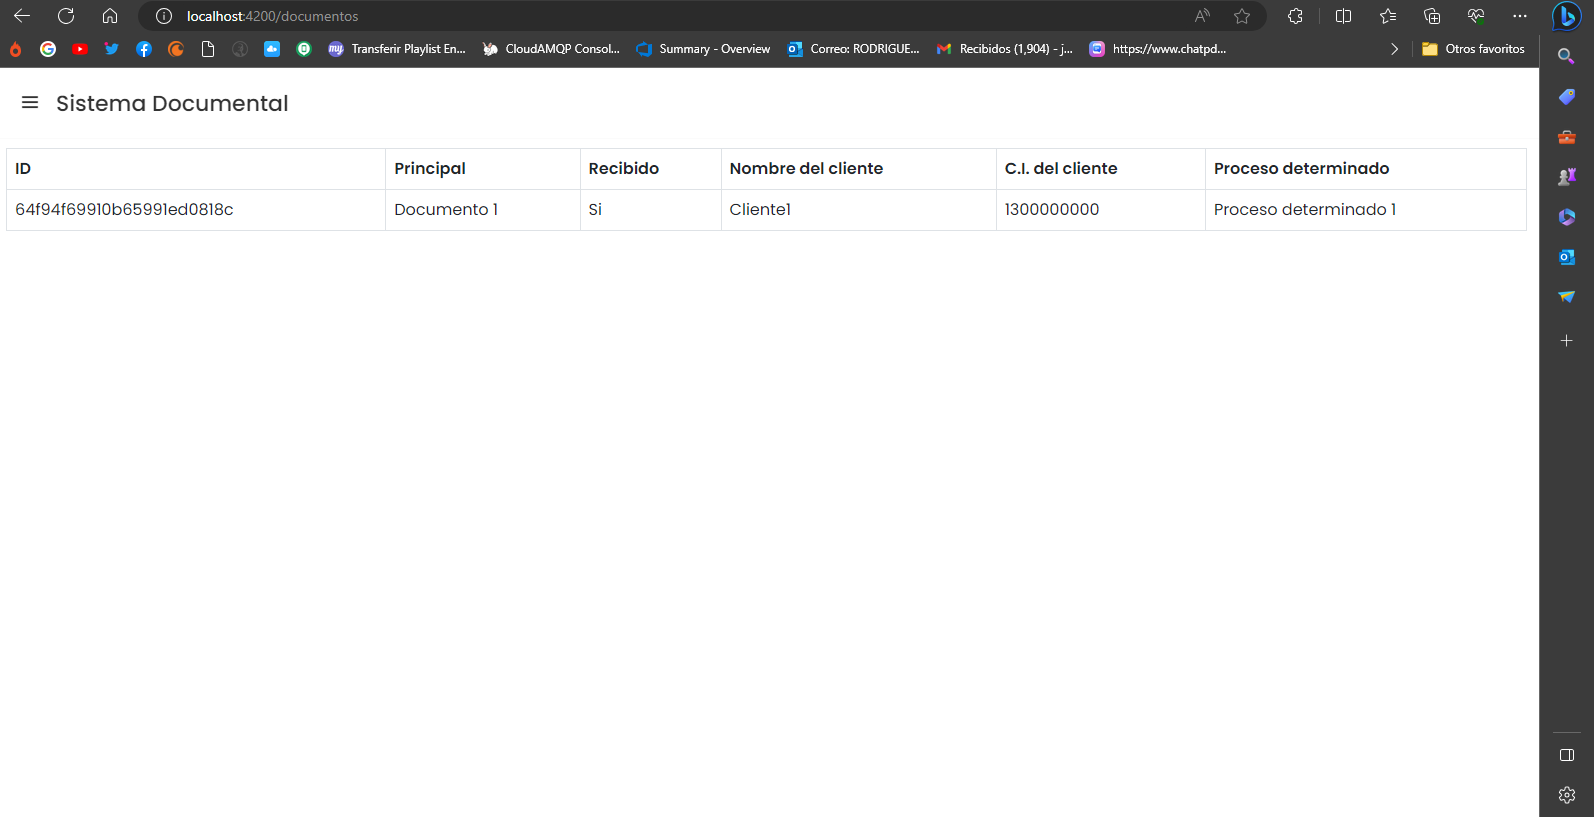 localhost:4200/documentos
Transferir Playlist En... CloudAMQP Consol... Summary - Overview Correo: RODRIGUE... Recibidos (1,904) - j... https://www.chatpd... Otros favoritos
Sistema Documental
ID Principal Recibido Nombre del cliente C.I. del cliente Proceso determinado
64f94f69910b65991ed0818c Documento 1 Si Cliente1 1300000000 Proceso determinado 1